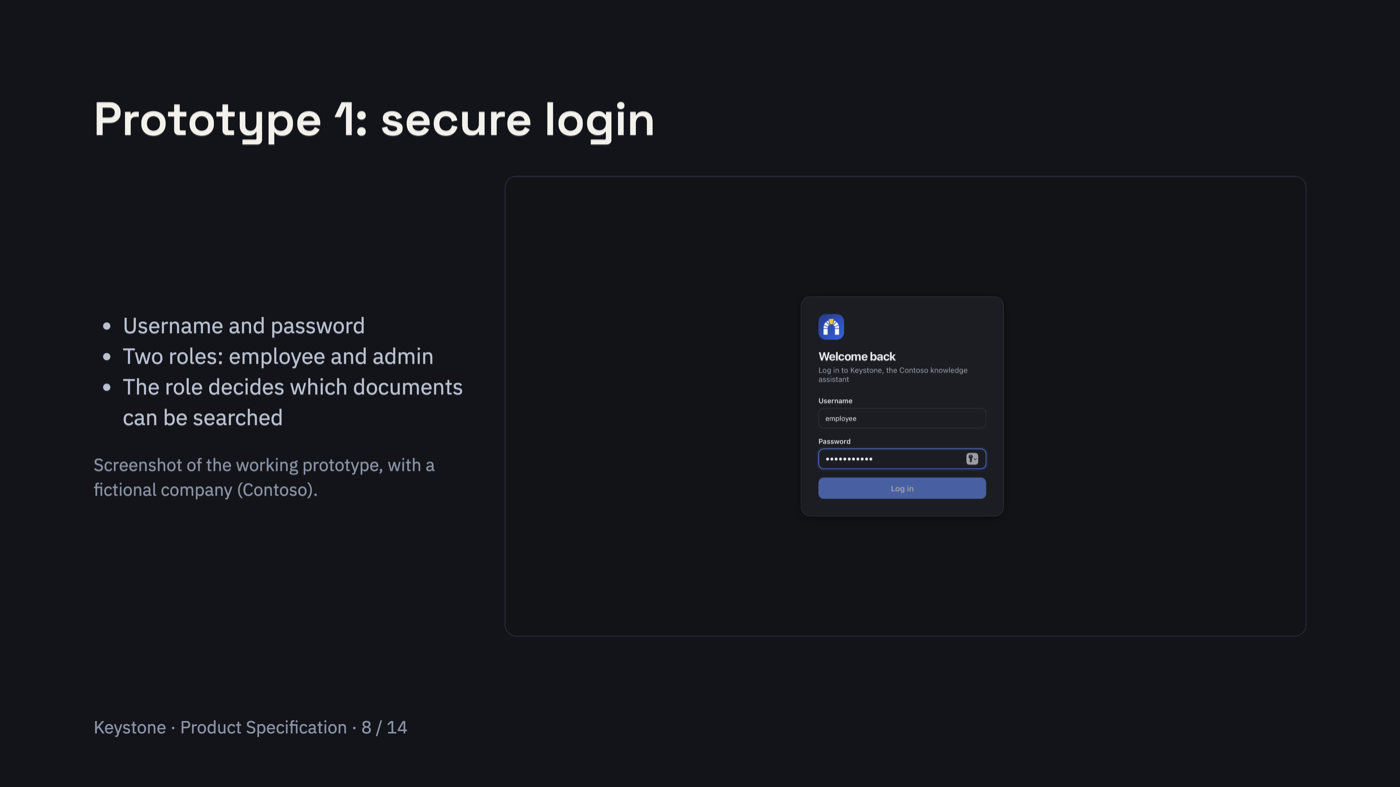 Prototype 1: secure login
• Username and password
• Two roles: employee and admin
• The role decides which documents
can be searched
Screenshot of the working prototype, with a
fictional company (Contoso).
Welcome back
Log in to Keystone, the Contoso knowledge
assistant
Username
employee
Password
•••••••••••
Log in
Keystone · Product Specification · 8 / 14